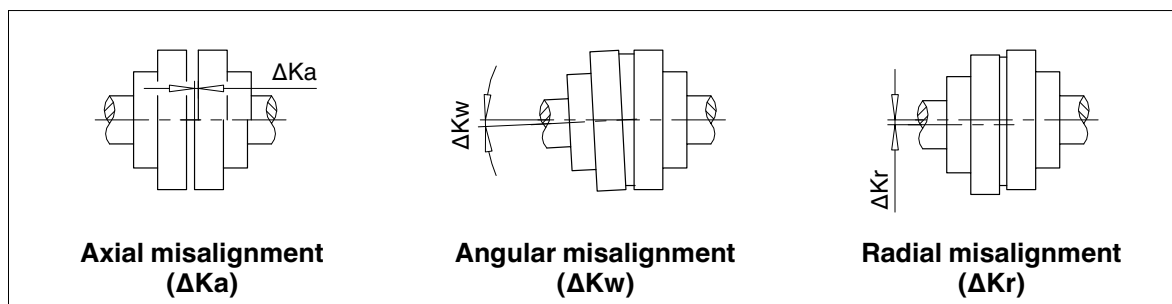 ΔKa
ΔKw
ΔKr
Axial misalignment
(ΔKa)
Angular misalignment
(ΔKw)
Radial misalignment
(ΔKr)